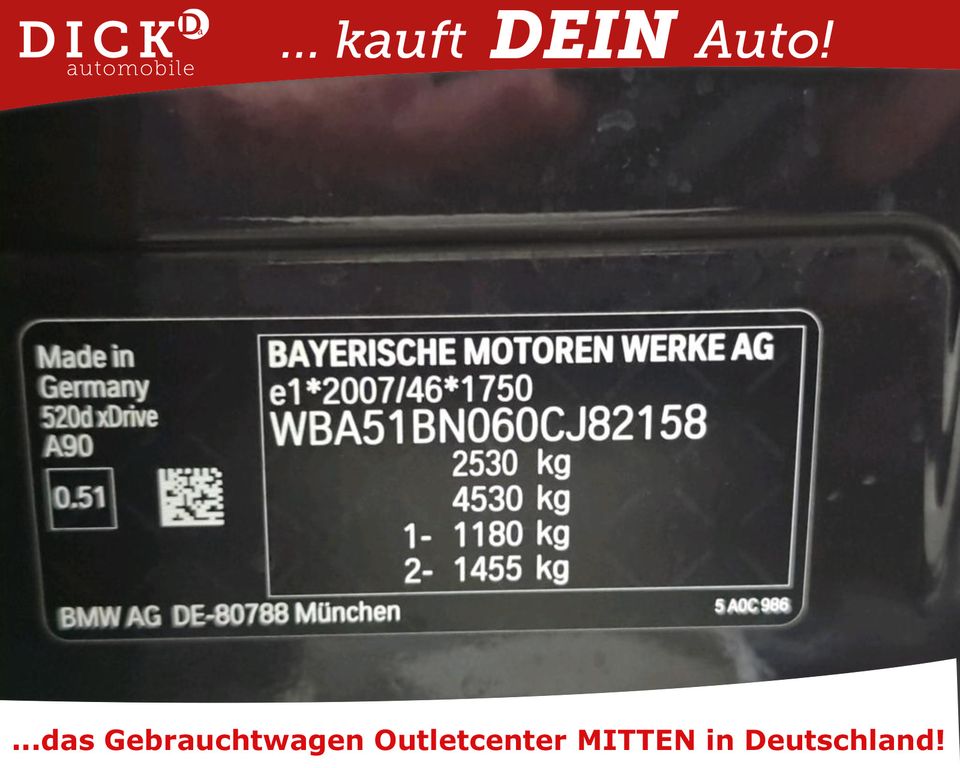 DICK Da
automobile
... kauft DEIN Auto!
Made in
Germany
520d xDrive
A90
0.51
BAYERISCHE MOTOREN WERKE AG
e1*2007/46*1750
WBA51BN060CJ82158
2530 kg
4530 kg
1- 1180 kg
2- 1455 kg
BMW AG DE-80788 München
5 A0C 986
...das Gebrauchtwagen Outletcenter MITTEN in Deutschland!